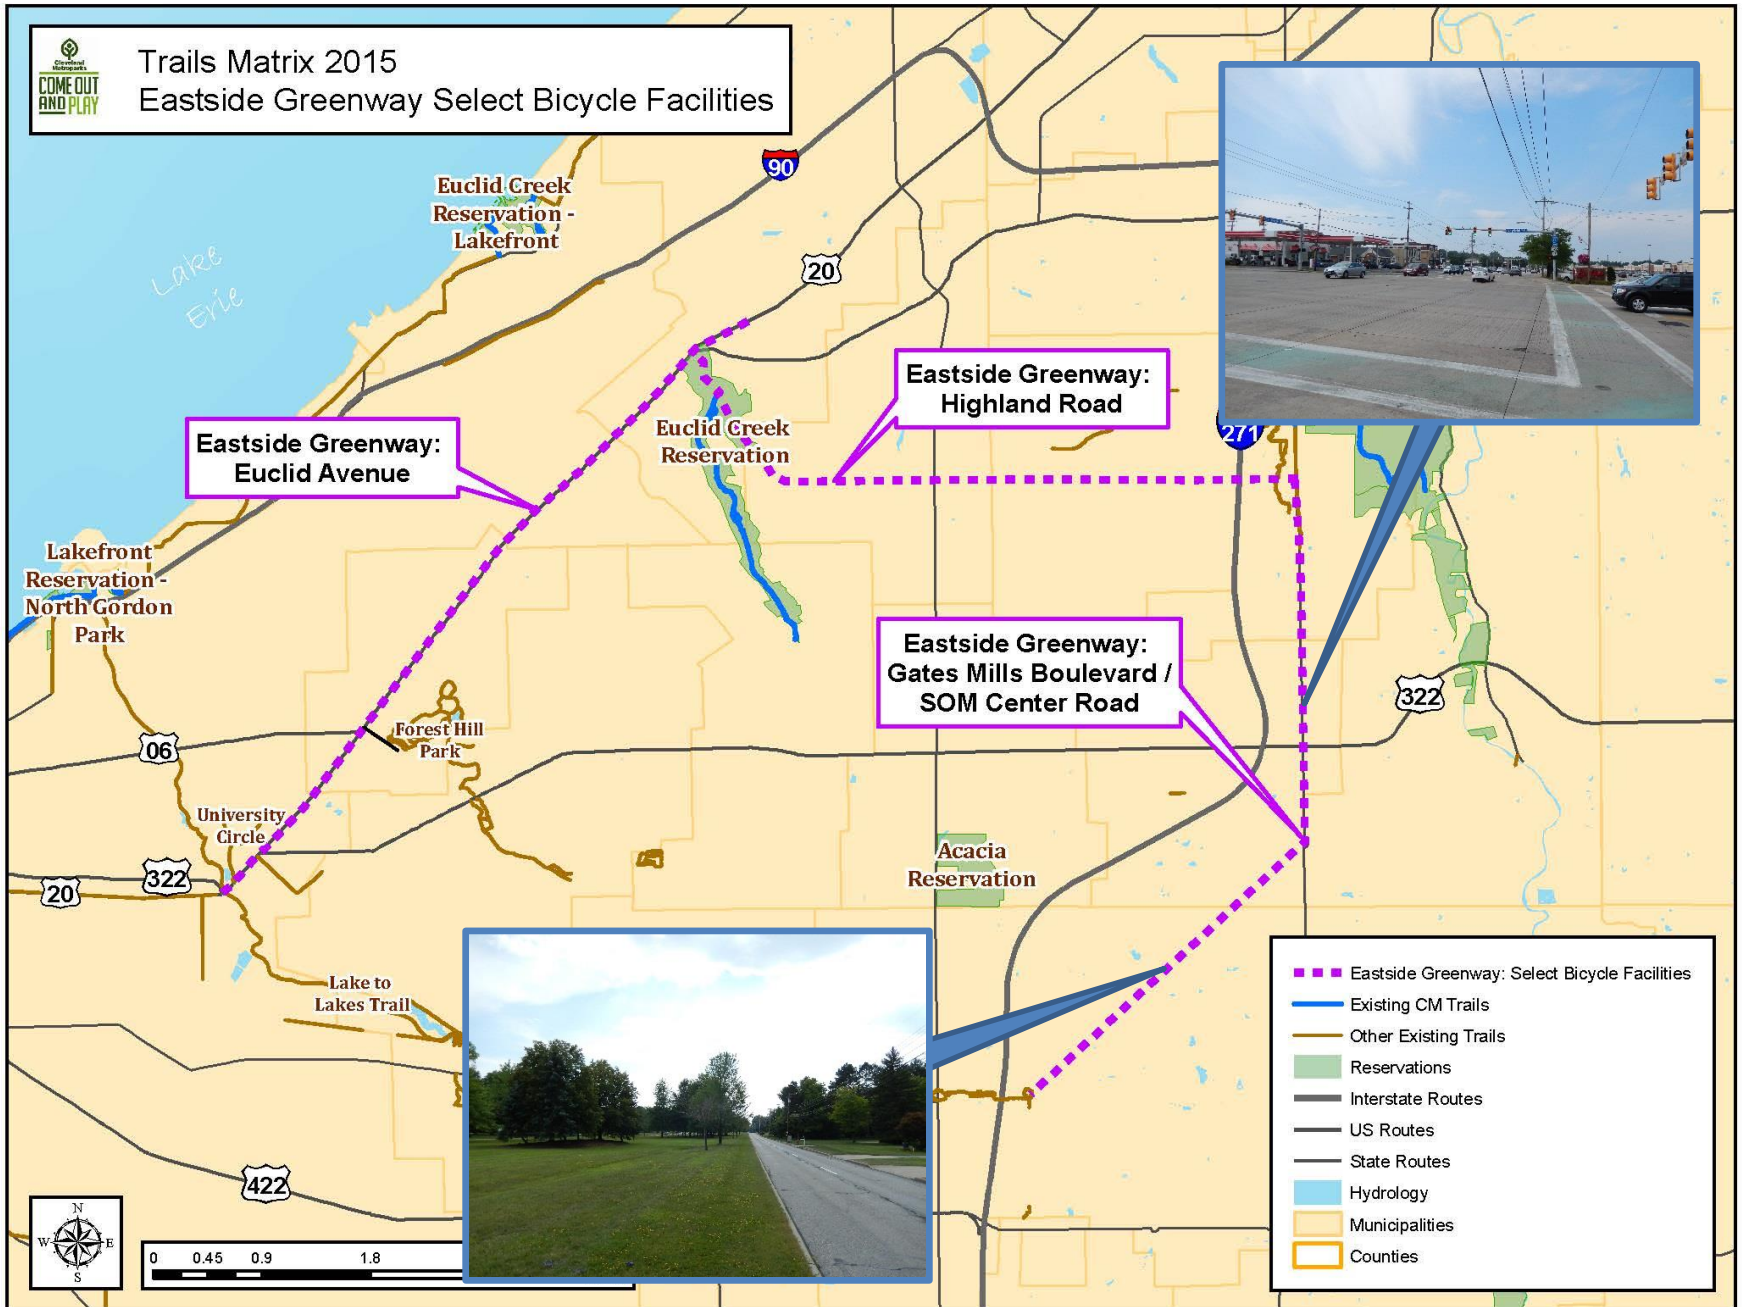 Cleveland
Metroparks
COME OUT
AND PLAY
Trails Matrix 2015
Eastside Greenway Select Bicycle Facilities
90
Euclid Creek
Reservation -
Lakefront
Lake
Erie
20
Eastside Greenway:
Highland Road
Eastside Greenway:
Euclid Avenue
Euclid Creek
Reservation
271
Lakefront
Reservation -
North Gordon
Park
Eastside Greenway:
Gates Mills Boulevard /
SOM Center Road
322
Forest Hill
Park
06
University
Circle
322
20
Acacia
Reservation
Lake to
Lakes Trail
422
Eastside Greenway: Select Bicycle Facilities
Existing CM Trails
Other Existing Trails
Reservations
Interstate Routes
US Routes
State Routes
Hydrology
Municipalities
Counties
N
W E
S
0 0.45 0.9 1.8